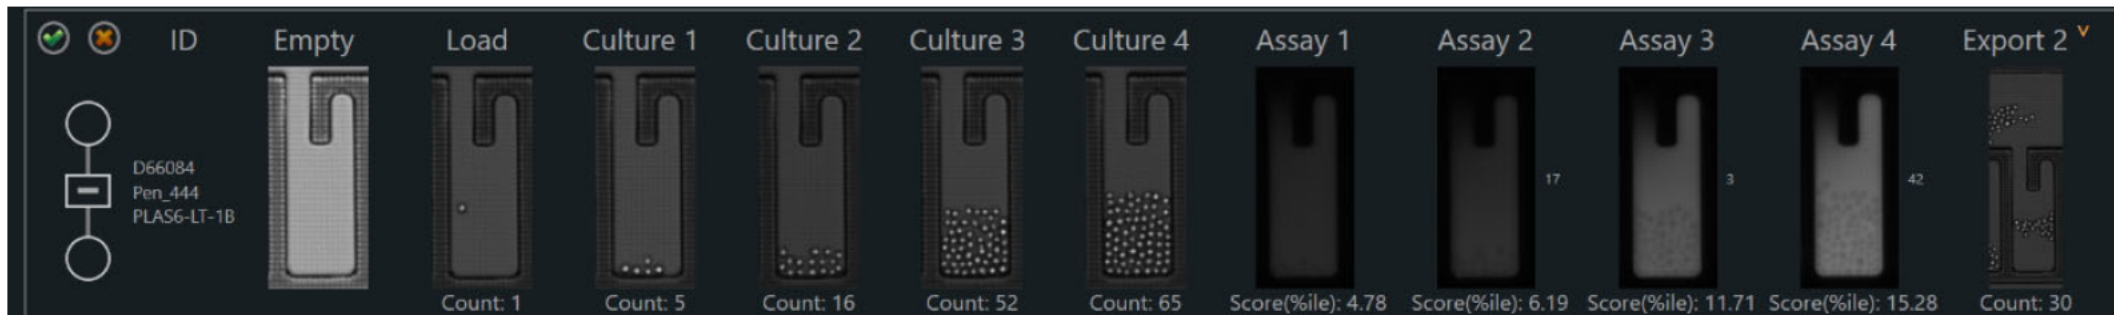 ID Empty Load Culture 1 Culture 2 Culture 3 Culture 4 Assay 1 Assay 2 Assay 3 Assay 4 Export 2 v
D66084
Pen_444
PLAS6-LT-1B
17 3 42
Count: 1 Count: 5 Count: 16 Count: 52 Count: 65 Score(%ile): 4.78 Score(%ile): 6.19 Score(%ile): 11.71 Score(%ile): 15.28 Count: 30